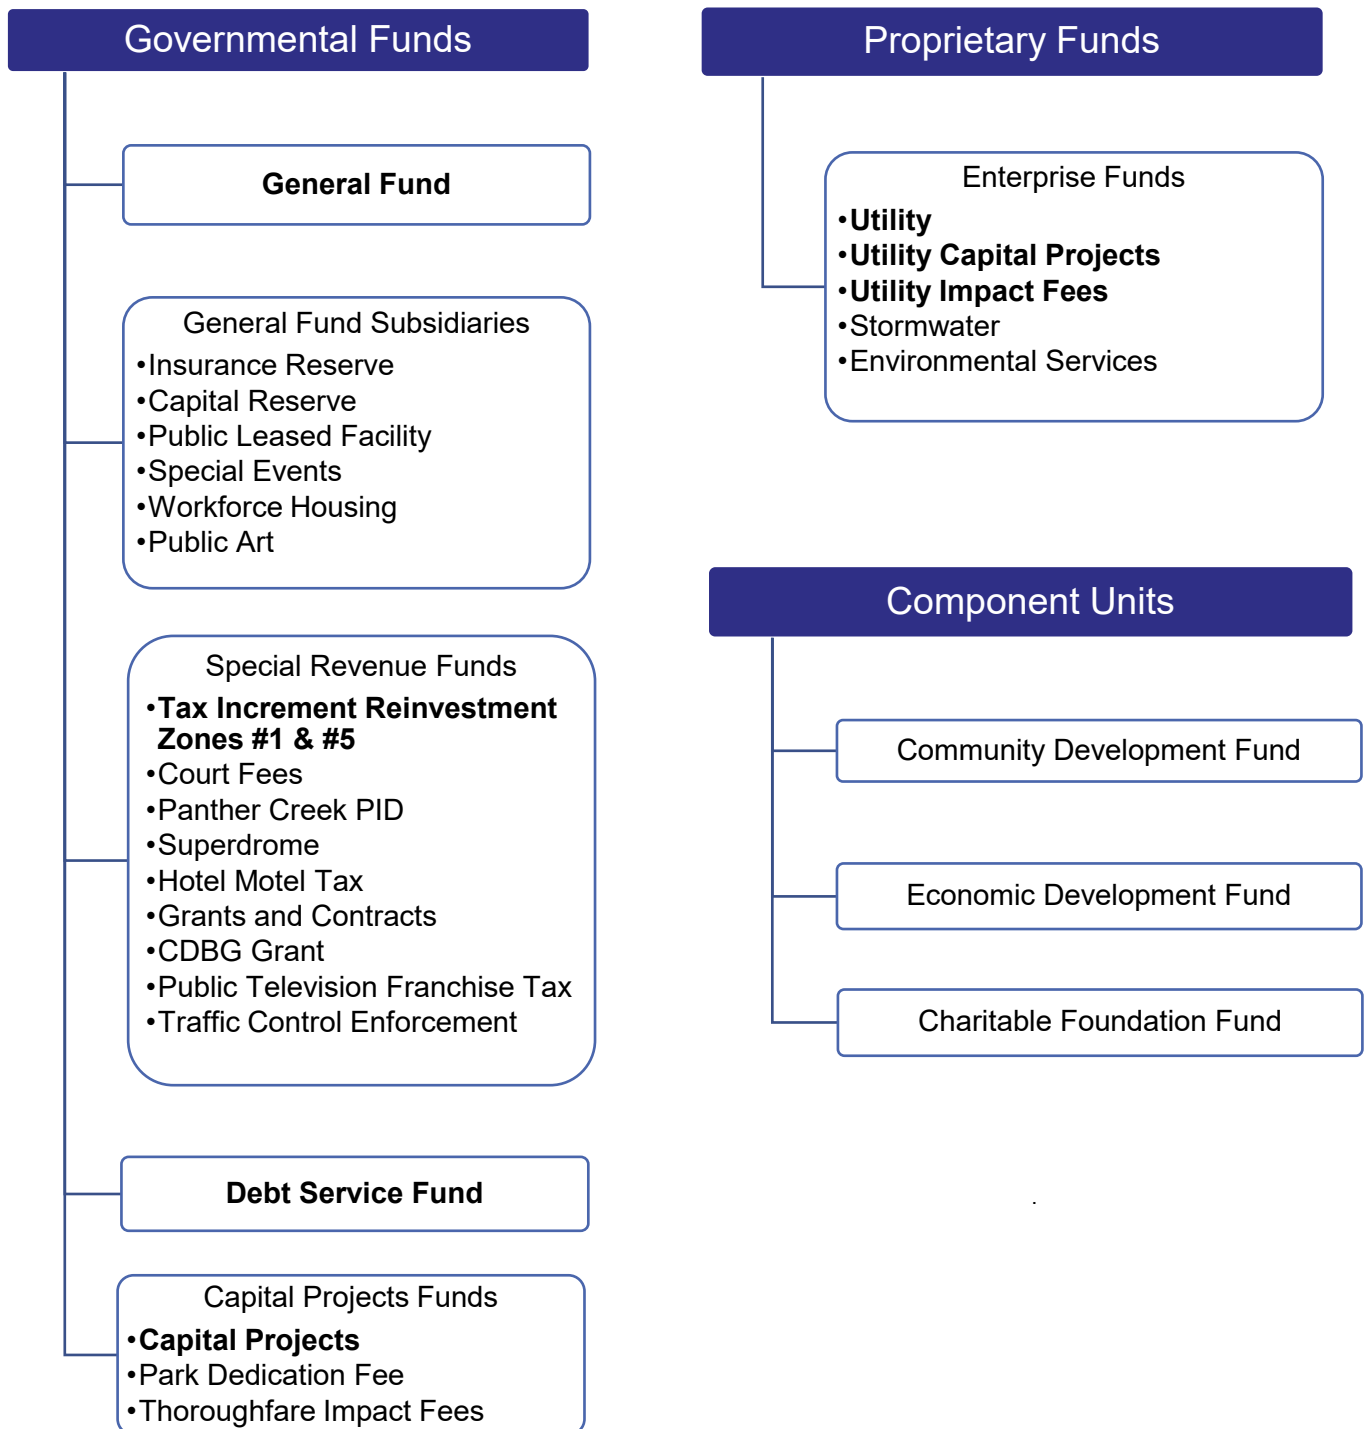 Governmental Funds
General Fund
General Fund Subsidiaries
•Insurance Reserve
•Capital Reserve
•Public Leased Facility
•Special Events
•Workforce Housing
•Public Art
Special Revenue Funds
•Tax Increment Reinvestment
Zones #1 & #5
•Court Fees
•Panther Creek PID
•Superdrome
•Hotel Motel Tax
•Grants and Contracts
•CDBG Grant
•Public Television Franchise Tax
•Traffic Control Enforcement
Debt Service Fund
Capital Projects Funds
•Capital Projects
•Park Dedication Fee
•Thoroughfare Impact Fees
Proprietary Funds
Enterprise Funds
•Utility
•Utility Capital Projects
•Utility Impact Fees
•Stormwater
•Environmental Services
Component Units
Community Development Fund
Economic Development Fund
Charitable Foundation Fund
.